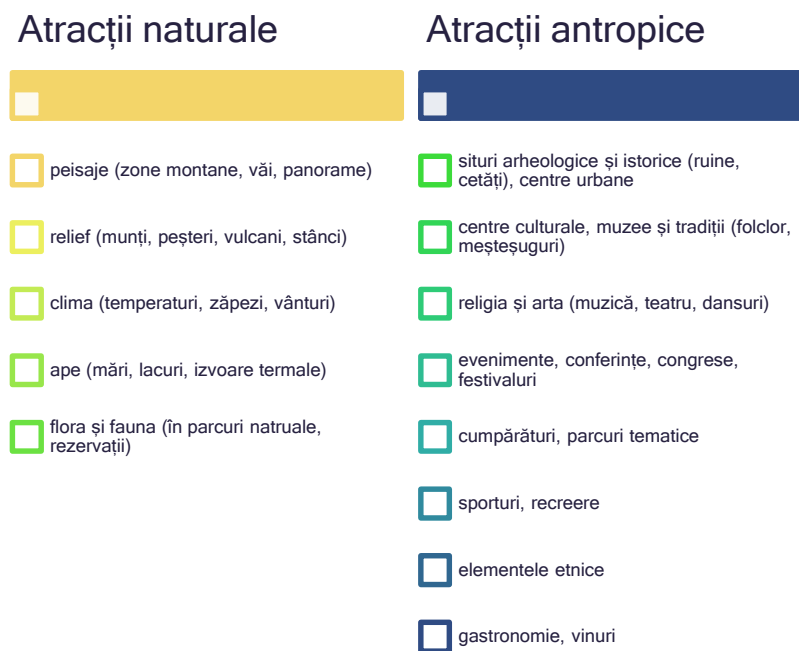 Atracții naturale
peisaje (zone montane, văi, panorame)
relief (munți, peșteri, vulcani, stânci)
clima (temperaturi, zăpezi, vânturi)
ape (mări, lacuri, izvoare termale)
flora și fauna (în parcuri natruale,
rezervații)
Atracții antropice
situri arheologice și istorice (ruine,
cetăți), centre urbane
centre culturale, muzee și tradiții (folclor,
meșteșuguri)
religia și arta (muzică, teatru, dansuri)
evenimente, conferințe, congrese,
festivaluri
cumpărături, parcuri tematice
sporturi, recreere
elementele etnice
gastronomie, vinuri